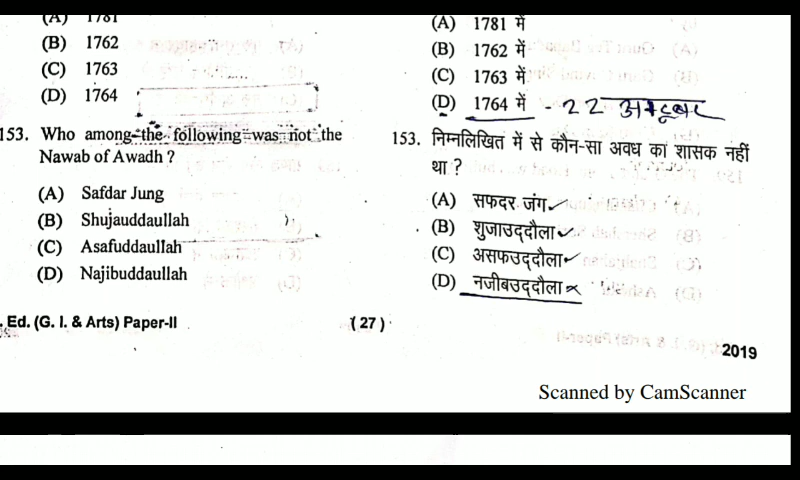 (A) 1781
(B) 1762
(C) 1763
(D) 1764
153. Who among the following was not the
Nawab of Awadh ?
(A) Safdar Jung
(B) Shujauddaullah
(C) Asafuddaullah
(D) Najibuddaullah
. Ed. (G. I. & Arts) Paper-II
(A) 1781 में
(B) 1762 में
(C) 1763 में
(D) 1764 में - 22 अक्टूबर
153. निम्नलिखित में से कौन-सा अवध का शासक नहीं
था ?
(A) सफदर जंग
(B) शुजाउद्दौला
(C) असफउद्दौला
(D) नजीबउद्दौला
( 27 )
2019
Scanned by CamScanner